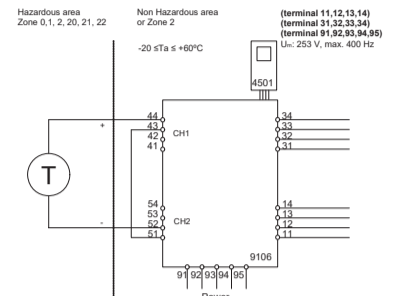 Hazardous area
Zone 0,1, 2, 20, 21, 22
Non Hazardous area
or Zone 2
-20 ≤Ta ≤ +60ºC
(terminal 11,12,13,14)
(terminal 31,32,33,34)
(terminal 91,92,93,94,95)
Um: 253 V, max. 400 Hz
4501
44
43
42
41
CH1
34
33
32
31
+
T
-
54
53
52
51
CH2
14
13
12
11
9106
91 92 93 94 95
Power